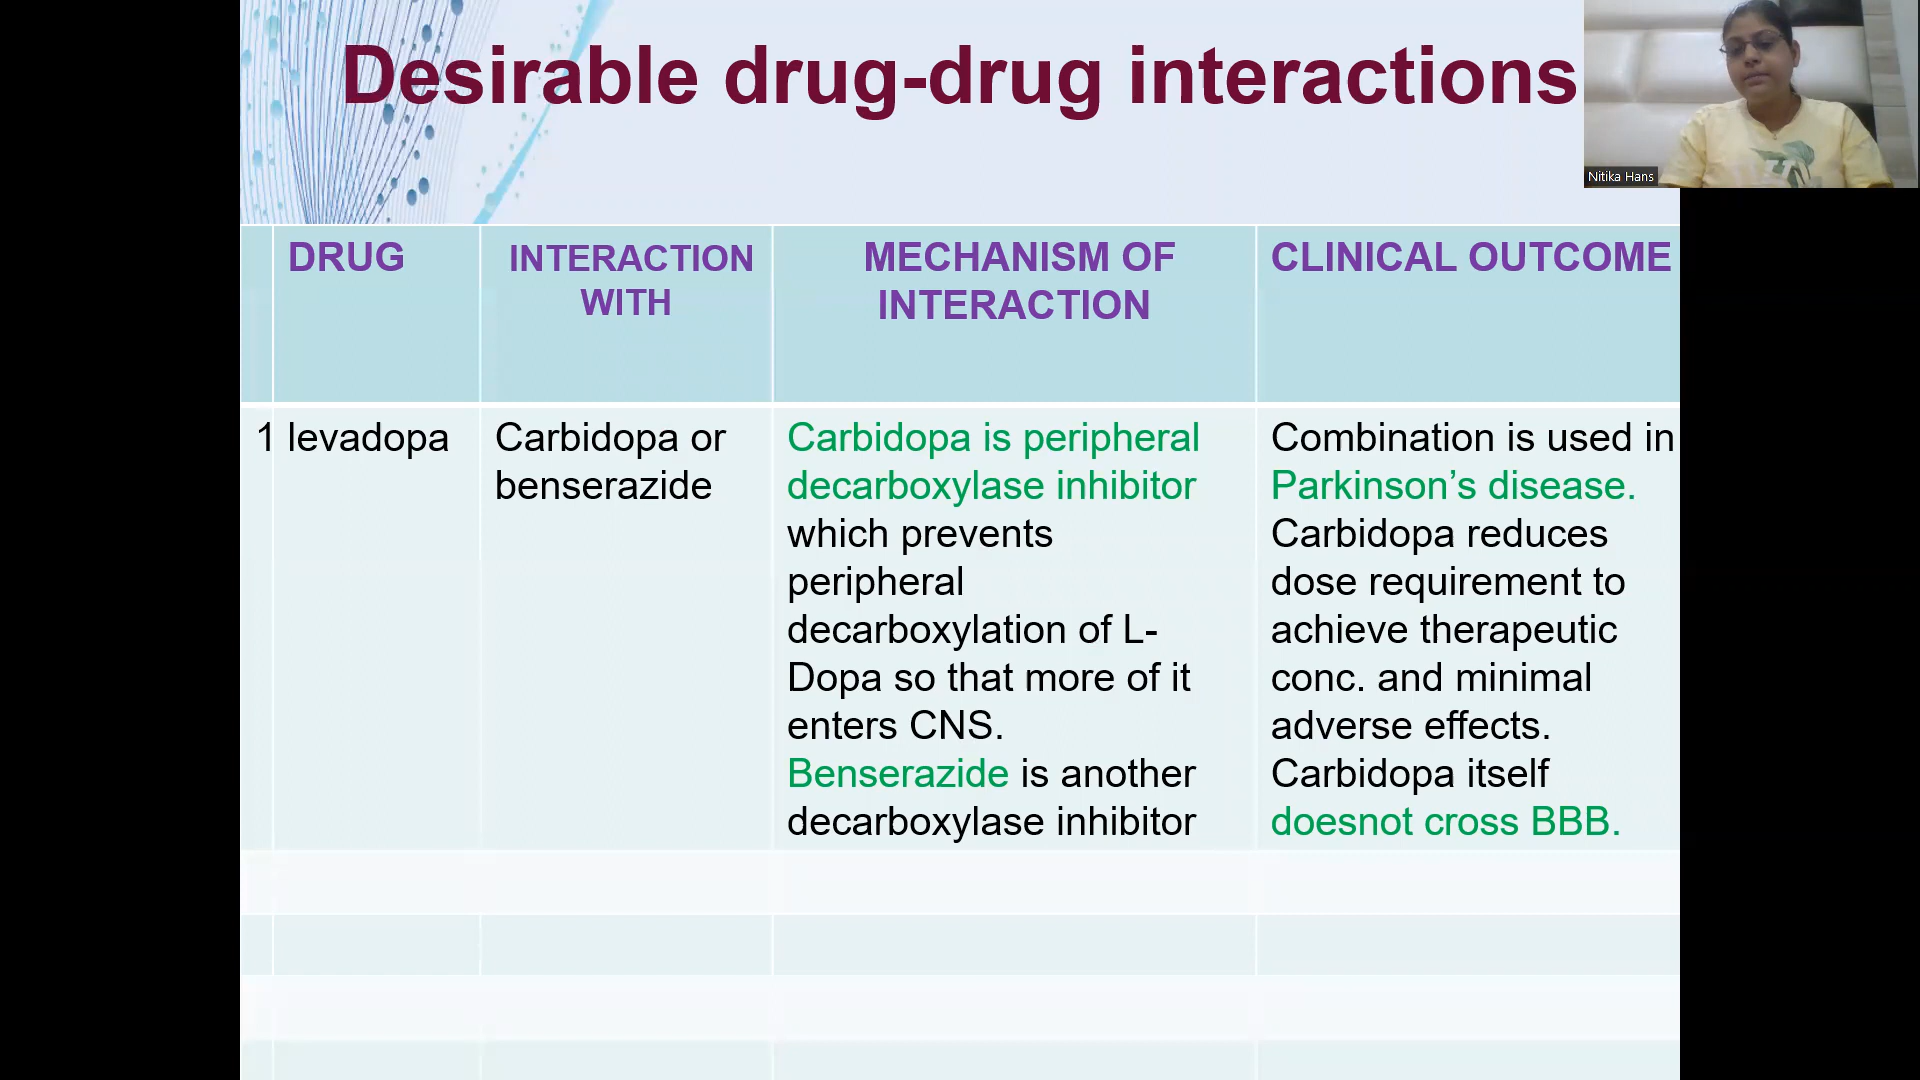 Desirable drug-drug interactions
Nitika Hans
DRUG
INTERACTION
WITH
MECHANISM OF
INTERACTION
CLINICAL OUTCOME
1
levadopa
Carbidopa or
benserazide
Carbidopa is peripheral
decarboxylase inhibitor
which prevents
peripheral
decarboxylation of L-
Dopa so that more of it
enters CNS.
Benserazide is another
decarboxylase inhibitor
Combination is used in
Parkinson’s disease.
Carbidopa reduces
dose requirement to
achieve therapeutic
conc. and minimal
adverse effects.
Carbidopa itself
doesnot cross BBB.